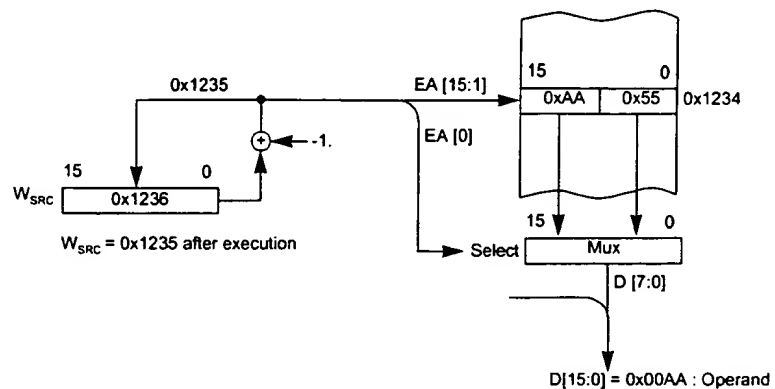 15 0
0x1235
EA [15:1]
0xAA 0x55 0x1234
EA [0]
+ -1.
15 0
W_SRC 0x1236
W_SRC = 0x1235 after execution
15 0
Select Mux
D [7:0]
D[15:0] = 0x00AA : Operand